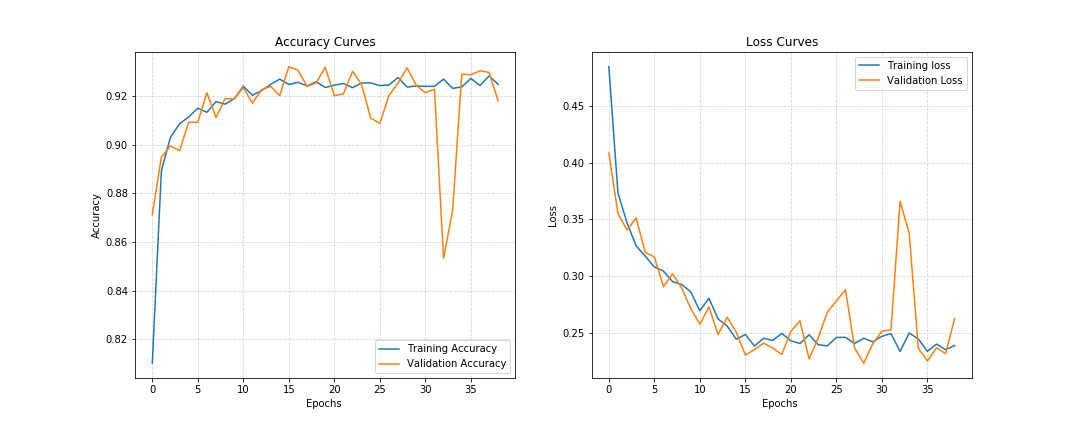 Accuracy Curves
0.92
0.90
0.88
0.86
0.84
0.82
Accuracy
Training Accuracy
Validation Accuracy
0 5 10 15 20 25 30 35
Epochs
Loss Curves
Training loss
Validation Loss
0.45
0.40
0.35
0.30
0.25
Loss
0 5 10 15 20 25 30 35
Epochs